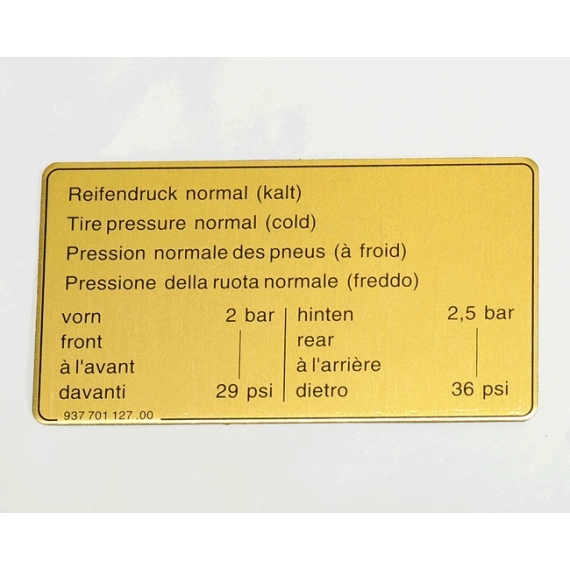 Reifendruck normal (kalt)
Tire pressure normal (cold)
Pression normale des pneus (à froid)
Pressione della ruota normale (freddo)
vorn 2 bar hinten 2,5 bar
front rear
à l'avant à l'arrière
davanti 29 psi dietro 36 psi
937 701 127 .00